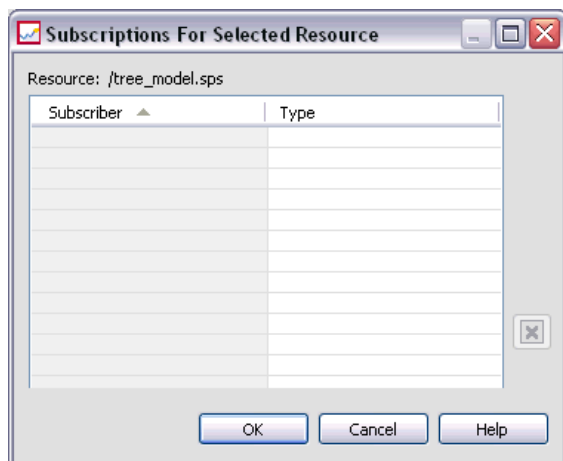 Subscriptions For Selected Resource
Resource: /tree_model.sps
Subscriber Type
OK Cancel Help